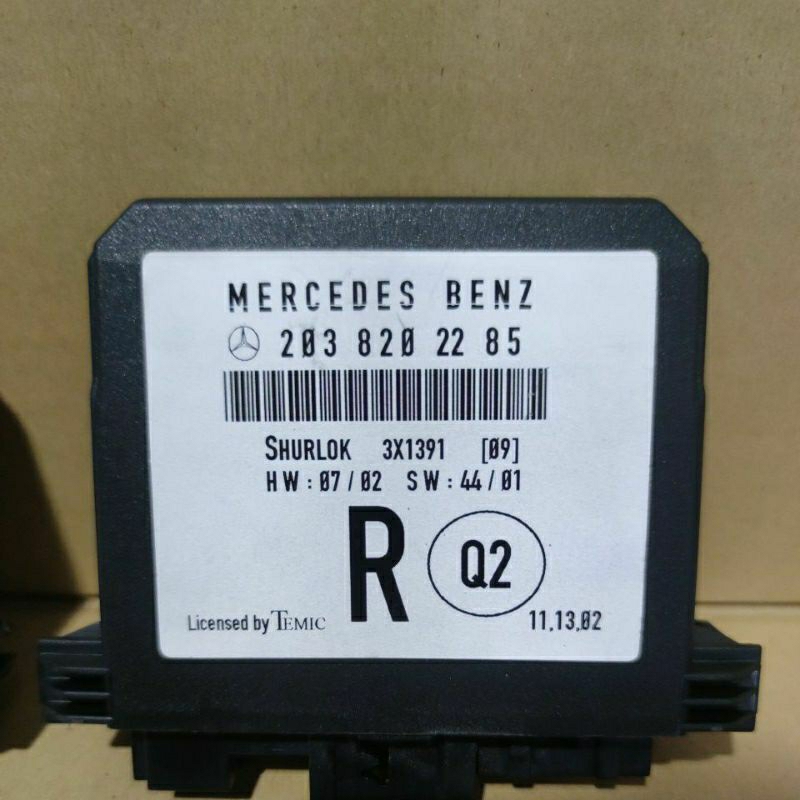 MERCEDES BENZ
203 820 22 85
SHURLOK 3X1391 [09]
HW:07/02 SW:44/01
R Q2
Licensed by TEMIC 11,13,02